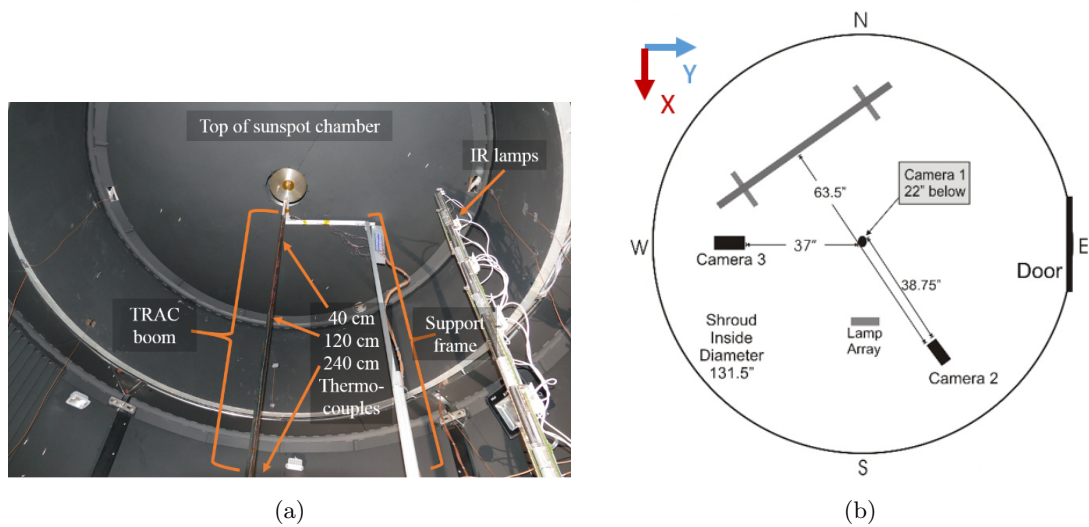 Top of sunspot chamber
IR lamps
TRAC
boom
40 cm
120 cm
240 cm
Thermo-
couples
Support
frame
(a)
N
Y
X
Camera 1
22" below
63.5"
W
37"
Camera 3
E
Door
38.75"
Shroud
Inside
Diameter
131.5"
Lamp
Array
Camera 2
S
(b)